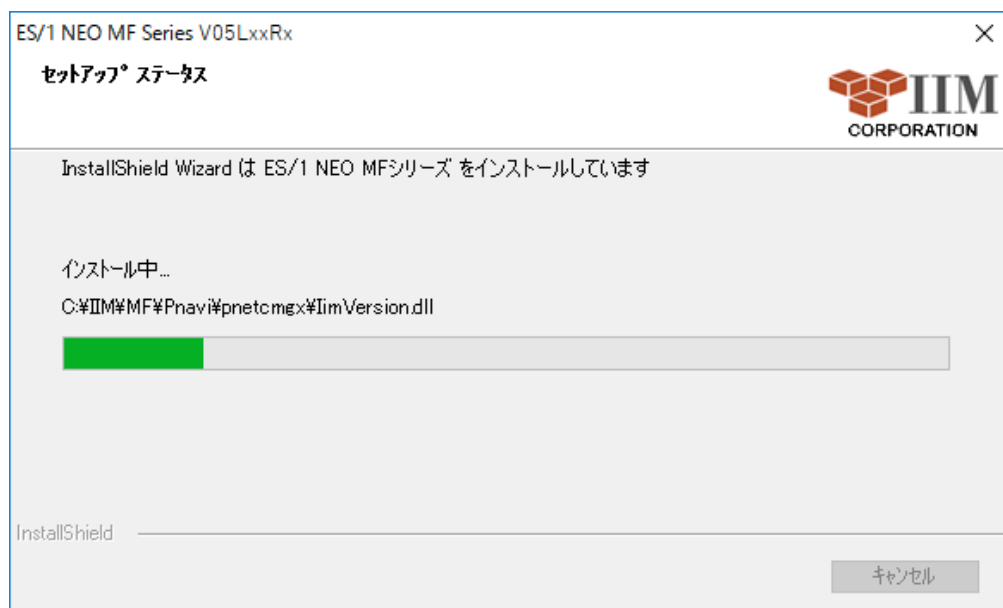 ES/1 NEO MF Series V05LxxRx
セットアップ ステータス
IIM
CORPORATION
InstallShield Wizard は ES/1 NEO MFシリーズ をインストールしています
インストール中...
C:¥IIM¥MF¥Pnavi¥pnetcmgx¥IimVersion.dll
InstallShield
キャンセル